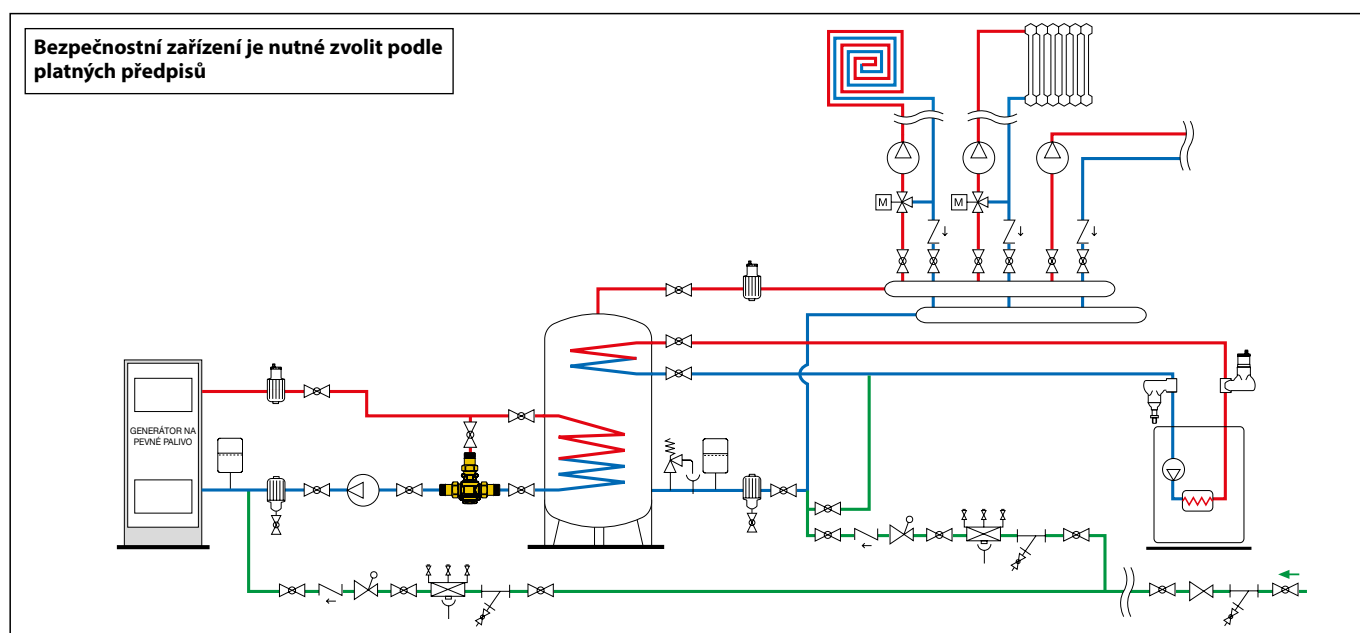 Bezpečnostní zařízení je nutné zvolit podle
platných předpisů
M
M
GENERÁTOR NA
PEVNÉ PALIVO